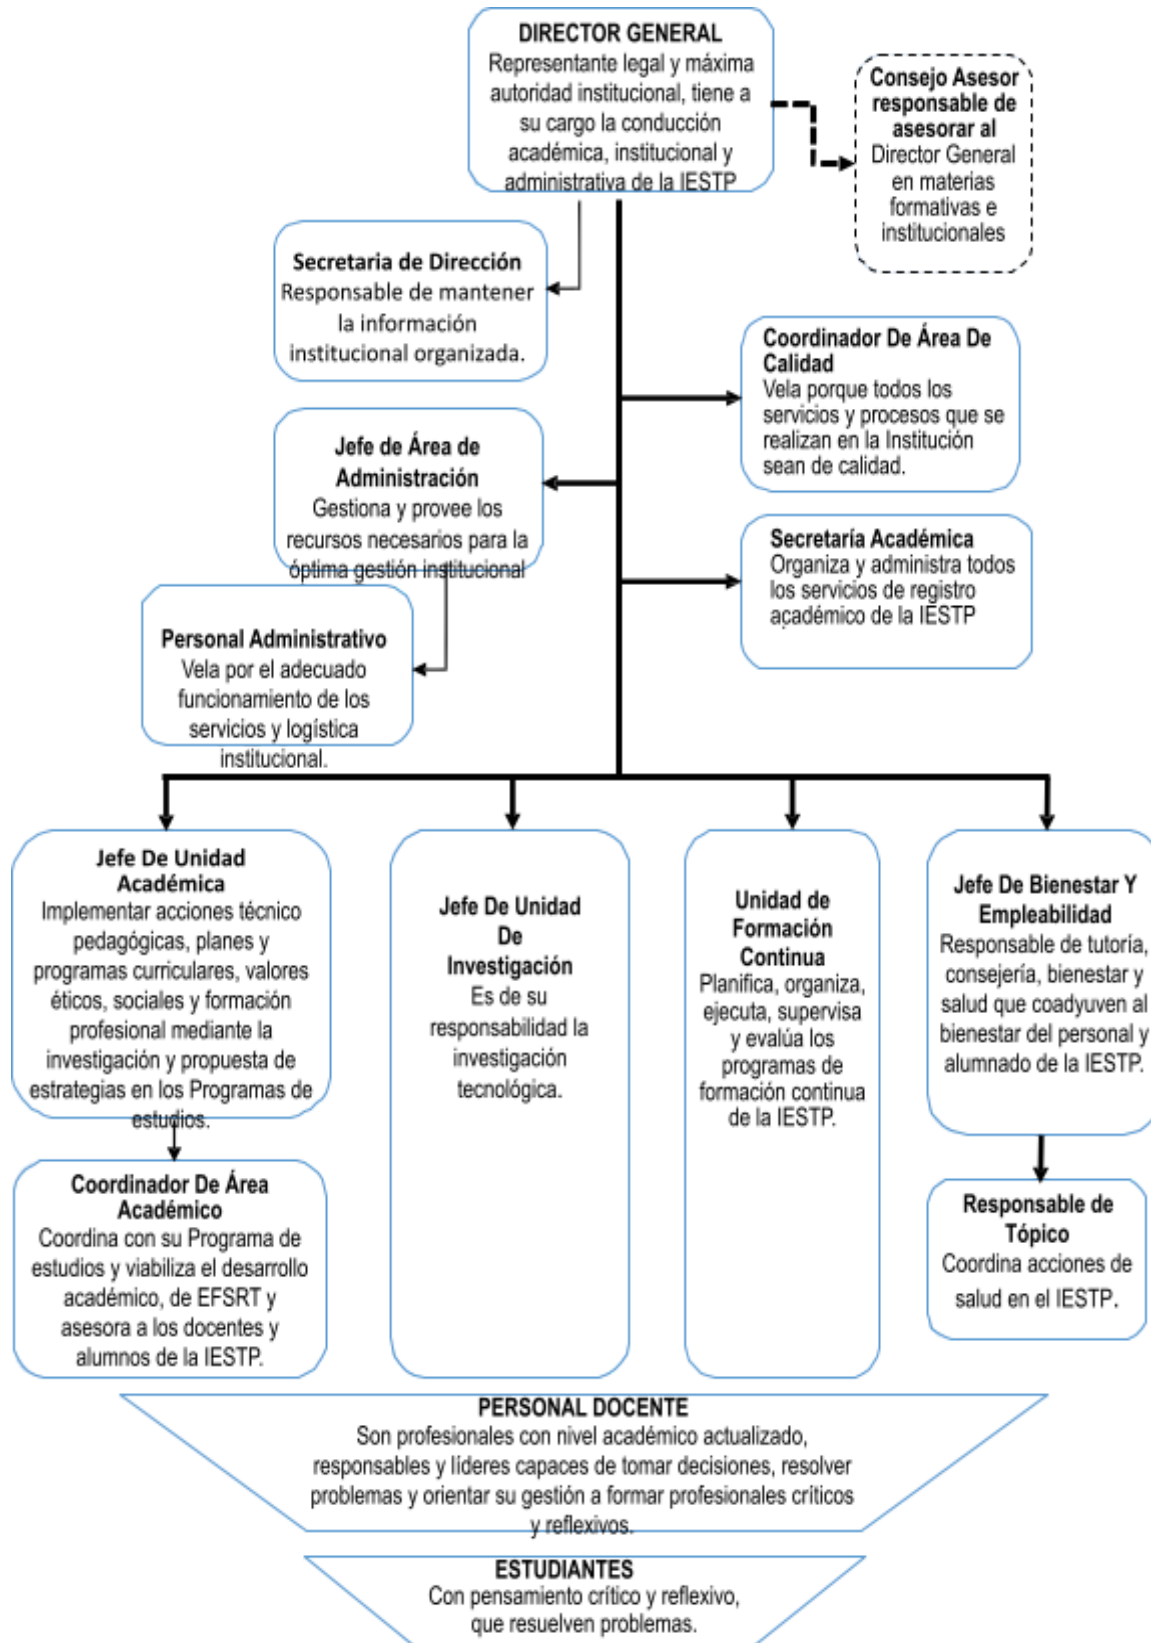 DIRECTOR GENERAL
Representante legal y máxima
autoridad institucional, tiene a
su cargo la conducción
académica, institucional y
administrativa de la IESTP
Consejo Asesor
responsable de
asesorar al
Director General
en materias
formativas e
institucionales
Secretaria de Dirección
Responsable de mantener
la información
institucional organizada.
Coordinador De Área De
Calidad
Vela porque todos los
servicios y procesos que se
realizan en la Institución
sean de calidad.
Jefe de Área de
Administración
Gestiona y provee los
recursos necesarios para la
óptima gestión institucional
Secretaría Académica
Organiza y administra todos
los servicios de registro
académico de la IESTP
Personal Administrativo
Vela por el adecuado
funcionamiento de los
servicios y logística
institucional.
Jefe De Unidad
Académica
Implementar acciones técnico
pedagógicas, planes y
programas curriculares, valores
éticos, sociales y formación
profesional mediante la
investigación y propuesta de
estrategias en los Programas de
estudios.
Jefe De Unidad
De
Investigación
Es de su
responsabilidad la
investigación
tecnológica.
Unidad de
Formación
Continua
Planifica, organiza,
ejecuta, supervisa
y evalúa los
programas de
formación continua
de la IESTP.
Jefe De Bienestar Y
Empleabilidad
Responsable de tutoría,
consejería, bienestar y
salud que coadyuven al
bienestar del personal y
alumnado de la IESTP.
Coordinador De Área
Académico
Coordina con su Programa de
estudios y viabiliza el desarrollo
académico, de EFSRT y
asesora a los docentes y
alumnos de la IESTP.
Responsable de
Tópico
Coordina acciones de
salud en el IESTP.
PERSONAL DOCENTE
Son profesionales con nivel académico actualizado,
responsables y líderes capaces de tomar decisiones, resolver
problemas y orientar su gestión a formar profesionales críticos
y reflexivos.
ESTUDIANTES
Con pensamiento crítico y reflexivo,
que resuelven problemas.